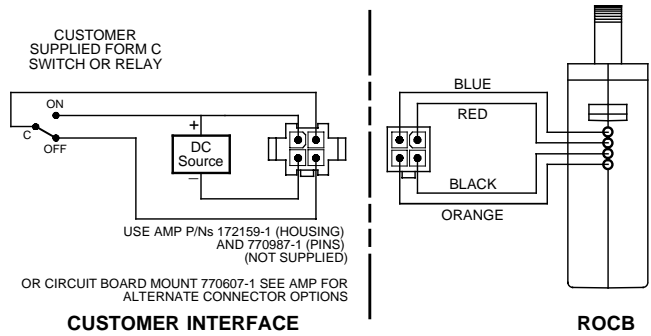 CUSTOMER
SUPPLIED FORM C
SWITCH OR RELAY
ON
C
OFF
+
DC
Source
–
USE AMP P/Ns 172159-1 (HOUSING)
AND 770987-1 (PINS)
(NOT SUPPLIED)
OR CIRCUIT BOARD MOUNT 770607-1 SEE AMP FOR
ALTERNATE CONNECTOR OPTIONS
CUSTOMER INTERFACE
BLUE
RED
BLACK
ORANGE
ROCB